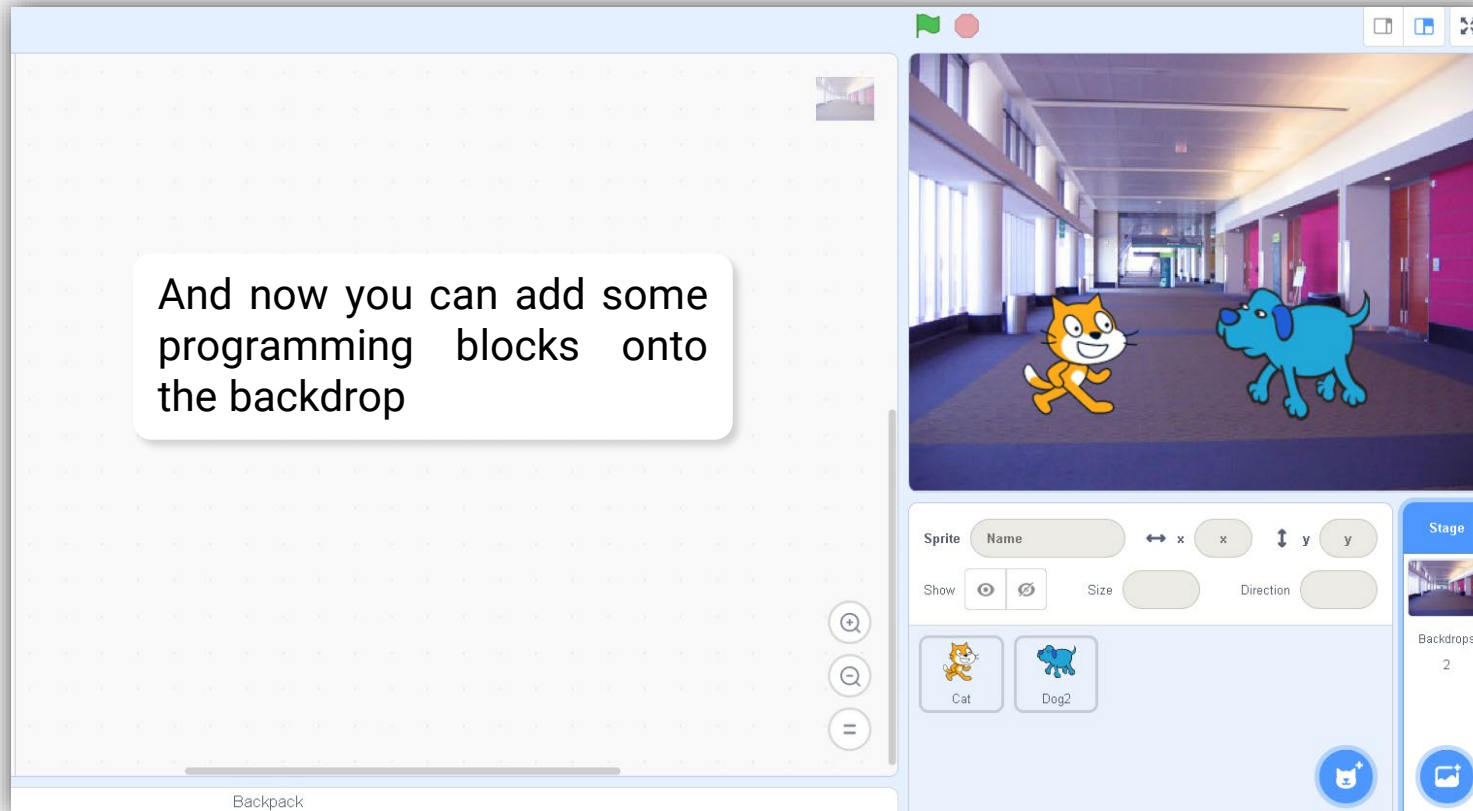 And now you can add some
programming blocks onto
the backdrop
Sprite Name x x y y
Stage
Show Size Direction
Backdrops
2
Cat Dog2
Backpack